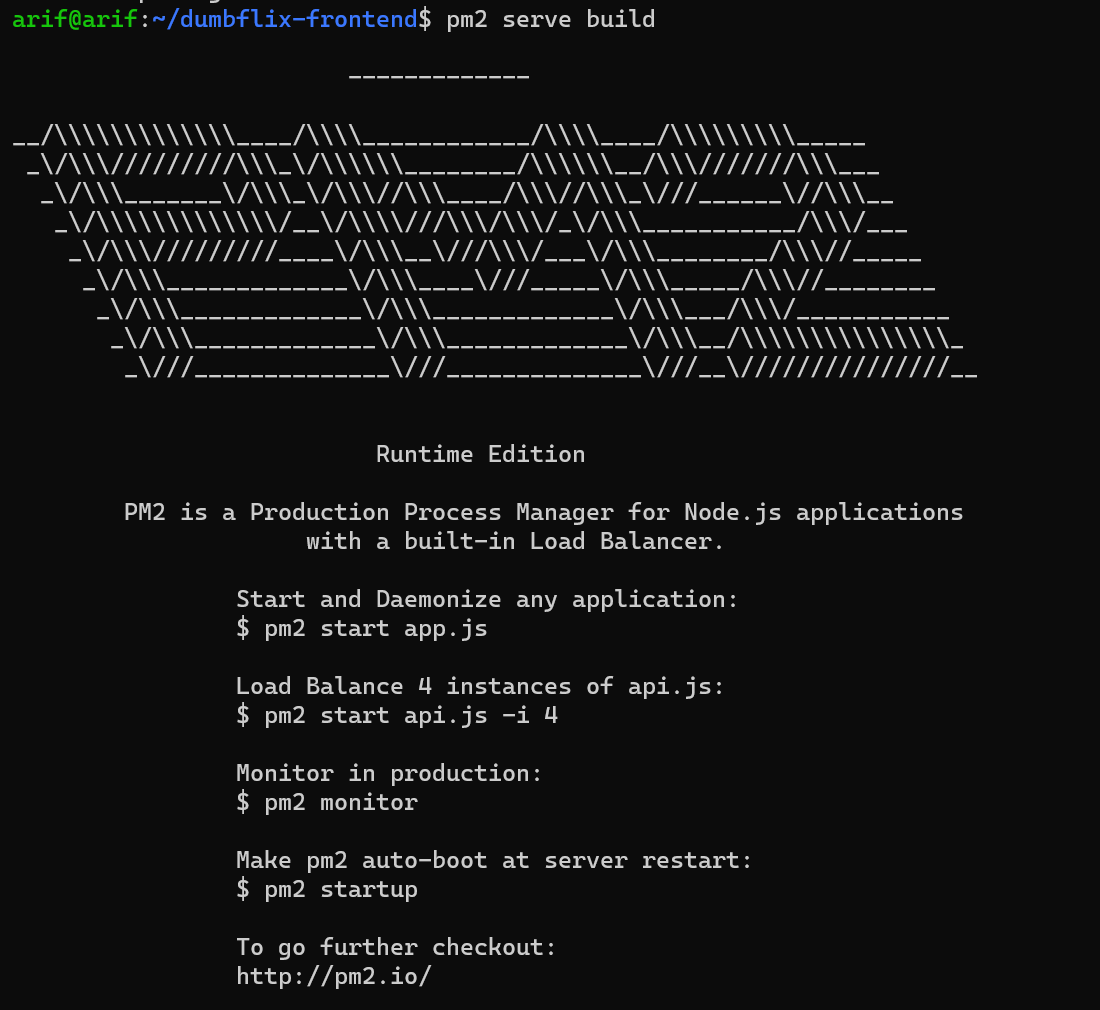 arif@arif:~/dumbflix-frontend$ pm2 serve build
-------------
__/\\\\\\\\\\\\\____/\\\\____________/\\\\____/\\\\\\\\\_____
_\/\\\/////////\\\_\/\\\\\\________/\\\\\\__/\\\///////\\\___
_\/\\\_______\/\\\_\/\\\//\\\____/\\\//\\\_\///______\//\\\__
_\/\\\\\\\\\\\\\/__\/\\\\///\\\/\\\/_\/\\\___________/\\\/___
_\/\\\/////////____\/\\\__\///\\\/___\/\\\________/\\\//_____
_\/\\\_____________\/\\\____\///_____\/\\\_____/\\\//________
_\/\\\_____________\/\\\_____________\/\\\___/\\\/___________
_\/\\\_____________\/\\\_____________\/\\\__/\\\\\\\\\\\\\\\_
_\///______________\///______________\///__\///////////////__
Runtime Edition
PM2 is a Production Process Manager for Node.js applications
with a built-in Load Balancer.
Start and Daemonize any application:
$ pm2 start app.js
Load Balance 4 instances of api.js:
$ pm2 start api.js -i 4
Monitor in production:
$ pm2 monitor
Make pm2 auto-boot at server restart:
$ pm2 startup
To go further checkout:
http://pm2.io/